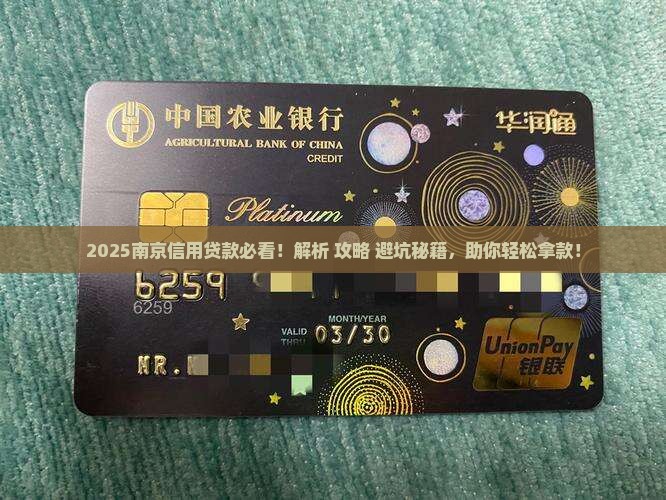 中国农业银行
AGRICULTURAL BANK OF CHINA
CREDIT
华润通
Platinum
2025南京信用贷款必看！解析 攻略 避坑秘籍，助你轻松拿款！
6259
6259
MONTH/YEAR
VALID THRU 03/30
MR.
UnionPay
银联